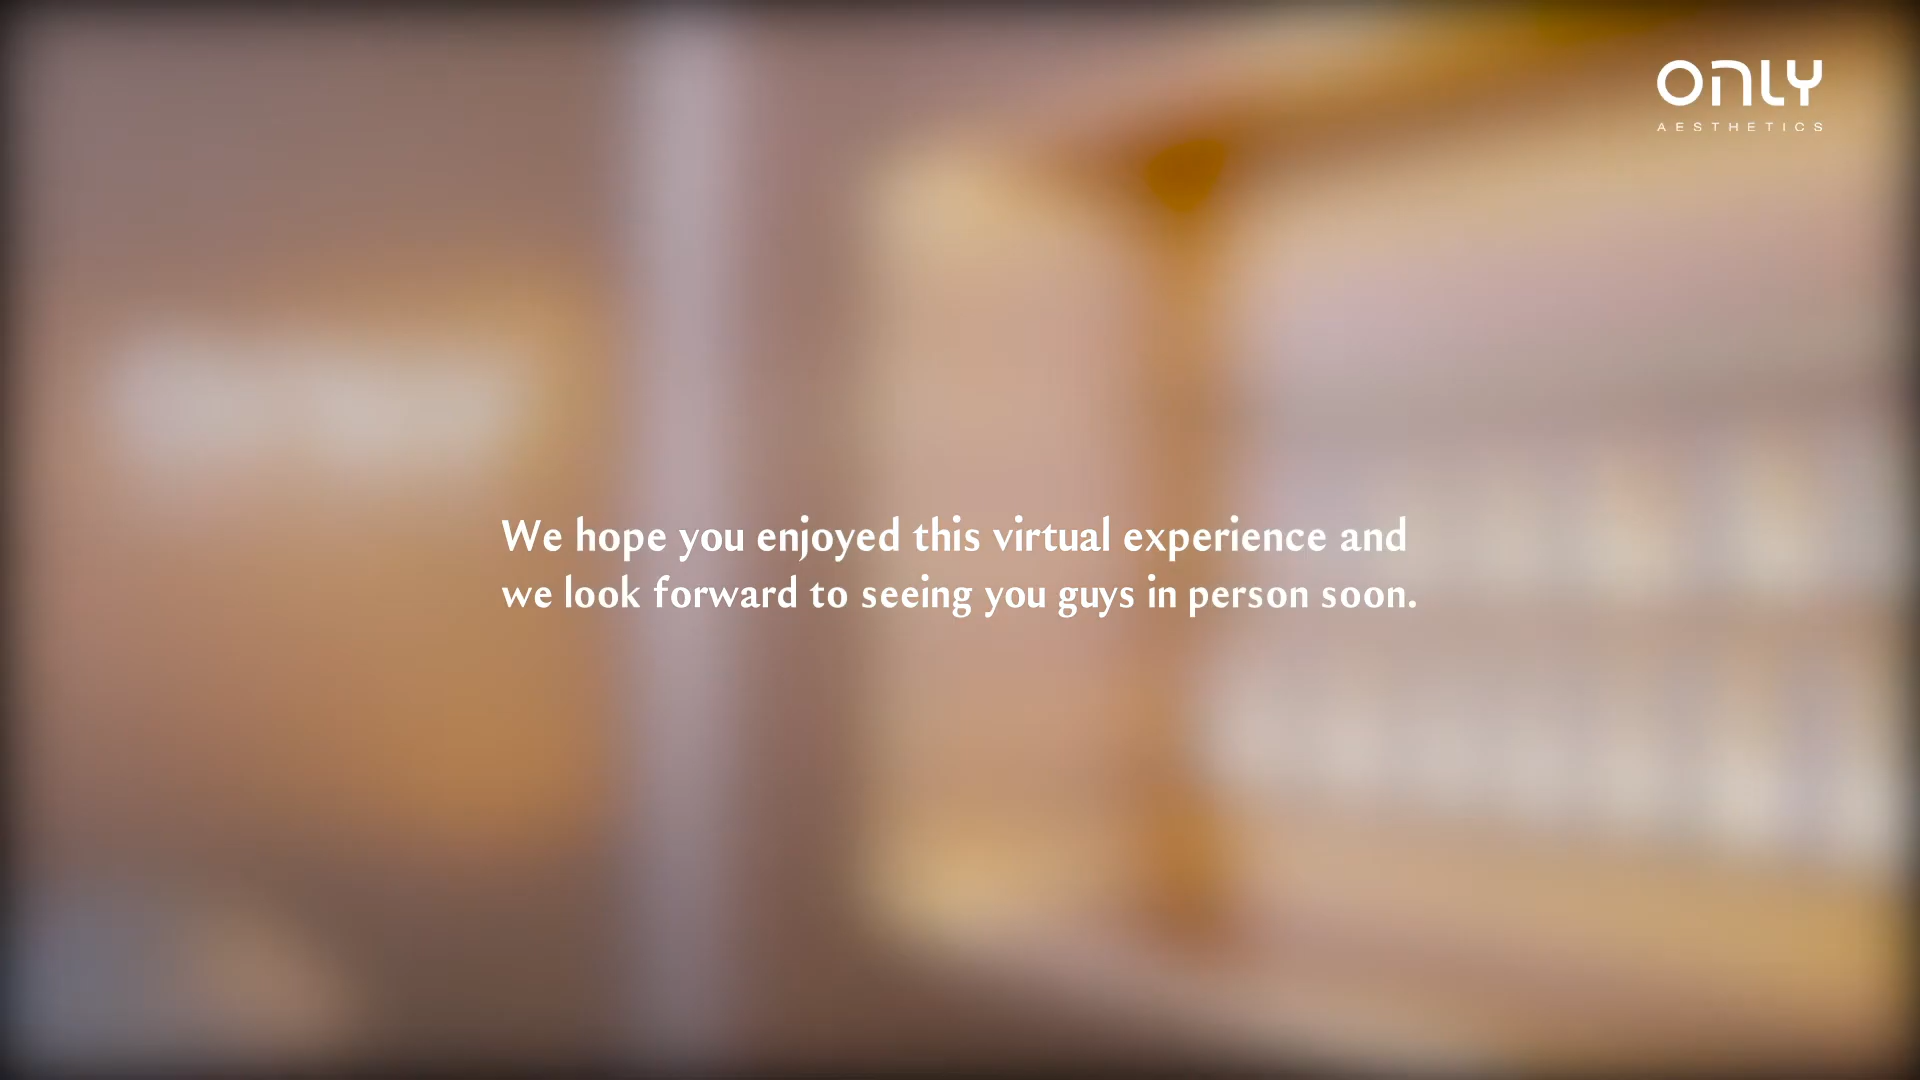 ONLY
AESTHETICS
We hope you enjoyed this virtual experience and
we look forward to seeing you guys in person soon.